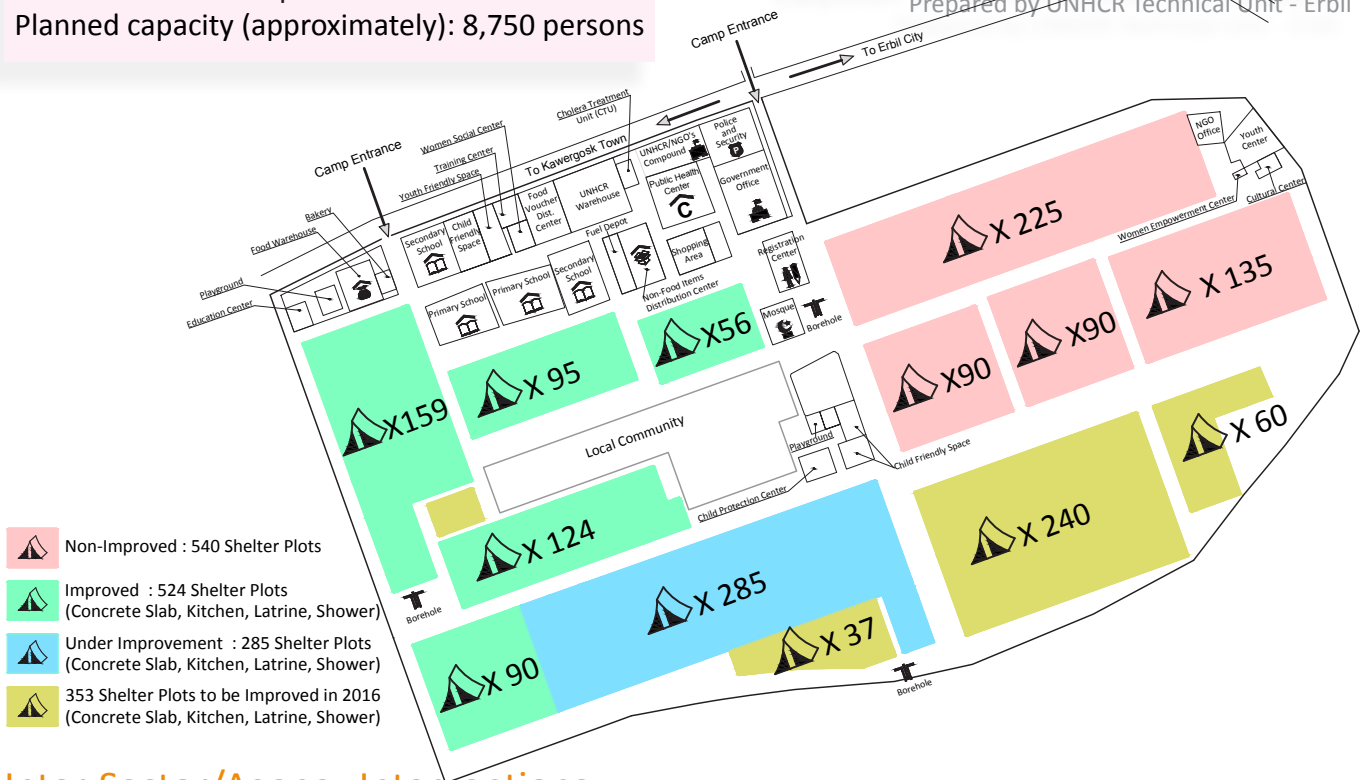 Planned capacity (approximately): 8,750 persons
Prepared by UNHCR Technical Unit - Erbil
Camp Entrance
To Erbil City
Cholera Treatment
Unit (CTU)
Women Social Center
Training Center
Youth Friendly Space
To Kawergosk Town
Camp Entrance
Bakery
Food Warehouse
Playground
Education Center
Secondary
School
Child
Friendly
Space
Food
Voucher
Dist.
Center
UNHCR
Warehouse
UNHCR/NGO's
Compound
Police
and
Security
P
Public Health
Center
C
Government
Office
Fuel Depot
Shopping
Area
Non-Food Items
Distribution Center
Primary School
Primary School
Secondary
School
Registration
Center
Mosque
Borehole
NGO
Office
Youth
Center
Women Empowerment Center
Cultural Center
X 225
X 135
X90
X90
X56
X 95
X159
Local Community
Playground
Child Friendly Space
Child Protection Center
X 60
X 240
X 124
X 285
X 37
X 90
Borehole
Borehole
Non-Improved : 540 Shelter Plots
Improved : 524 Shelter Plots
(Concrete Slab, Kitchen, Latrine, Shower)
Under Improvement : 285 Shelter Plots
(Concrete Slab, Kitchen, Latrine, Shower)
353 Shelter Plots to be Improved in 2016
(Concrete Slab, Kitchen, Latrine, Shower)